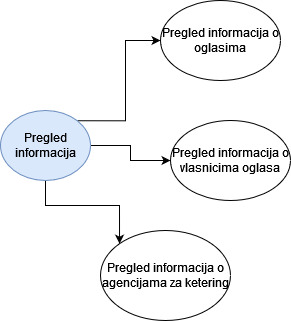 Pregled informacija o
oglasima
Pregled
informacija
Pregled informacija o
vlasnicima oglasa
Pregled informacija o
agencijama za ketering